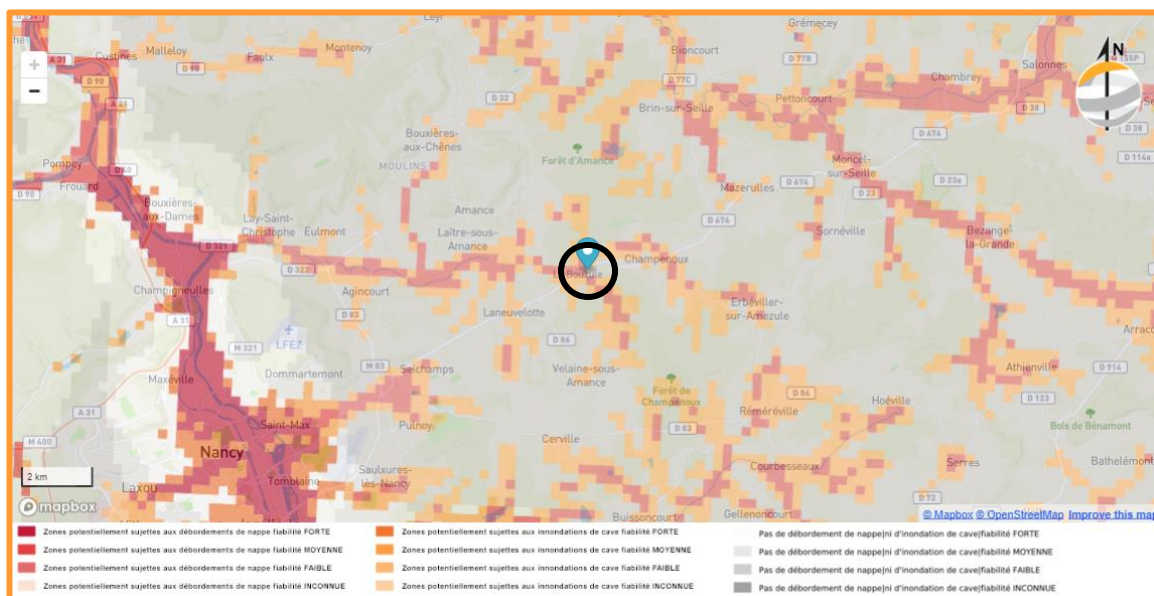 Leyr
Grémecey
Malleloy
Faulx
Montenoy
Bioncourt
Custines
A 31
D 90
D 90
D 77B
D 77C
Chambrey
Salonnes
D 32
Brin-sur-Seille
Pettoncourt
D 38
D 674
D 38
N
Bouxières-
aux-Chênes
Forêt d'Amance
MOULINS
Moncel-
sur-Seille
D 114a
Pompey
D 40
D 90
Frouard
Mazerulles
D 674
D 23
D 23a
Bouxières-
aux-Dames
Lay-Saint-
Christophe
Eulmont
Amance
D 674
Laître-sous-
Amance
Sornéville
Bezange-
la-Grande
D 321
D 322
Champenoux
Agincourt
Champigneulles
D 83
Laneuvelotte
Erbéviller-
sur-Amezule
A 31
LFEZ
M 321
D 86
Maxéville
Dommartemont
M 83
Seichamps
Velaine-sous-
Amance
Athienville
D 914
Forêt de
Champenoux
D 84
Hoéville
D 123
A 31
Saint-Max
Pulnoy
Réméréville
D 83
Bois de Bénamont
M 400
Nancy
Cerville
Saulxures-
lès-Nancy
Courbesseaux
Serres
Bathelémont
2 km
Laxou
Tomblaine
Buissoncourt
Gellenoncourt
D 72
mapbox
© Mapbox © OpenStreetMap Improve this map
Zones potentiellement sujettes aux débordements de nappe fiabilité FORTE
Zones potentiellement sujettes aux débordements de nappe fiabilité MOYENNE
Zones potentiellement sujettes aux débordements de nappe fiabilité FAIBLE
Zones potentiellement sujettes aux débordements de nappe fiabilité INCONNUE
Zones potentiellement sujettes aux innondations de cave fiabilité FORTE
Zones potentiellement sujettes aux innondations de cave fiabilité MOYENNE
Zones potentiellement sujettes aux innondations de cave fiabilité FAIBLE
Zones potentiellement sujettes aux innondations de cave fiabilité INCONNUE
Pas de débordement de nappe|ni d'inondation de cave|fiabilité FORTE
Pas de débordement de nappe|ni d'inondation de cave|fiabilité MOYENNE
Pas de débordement de nappe|ni d'inondation de cave|fiabilité FAIBLE
Pas de débordement de nappe|ni d'inondation de cave|fiabilité INCONNUE